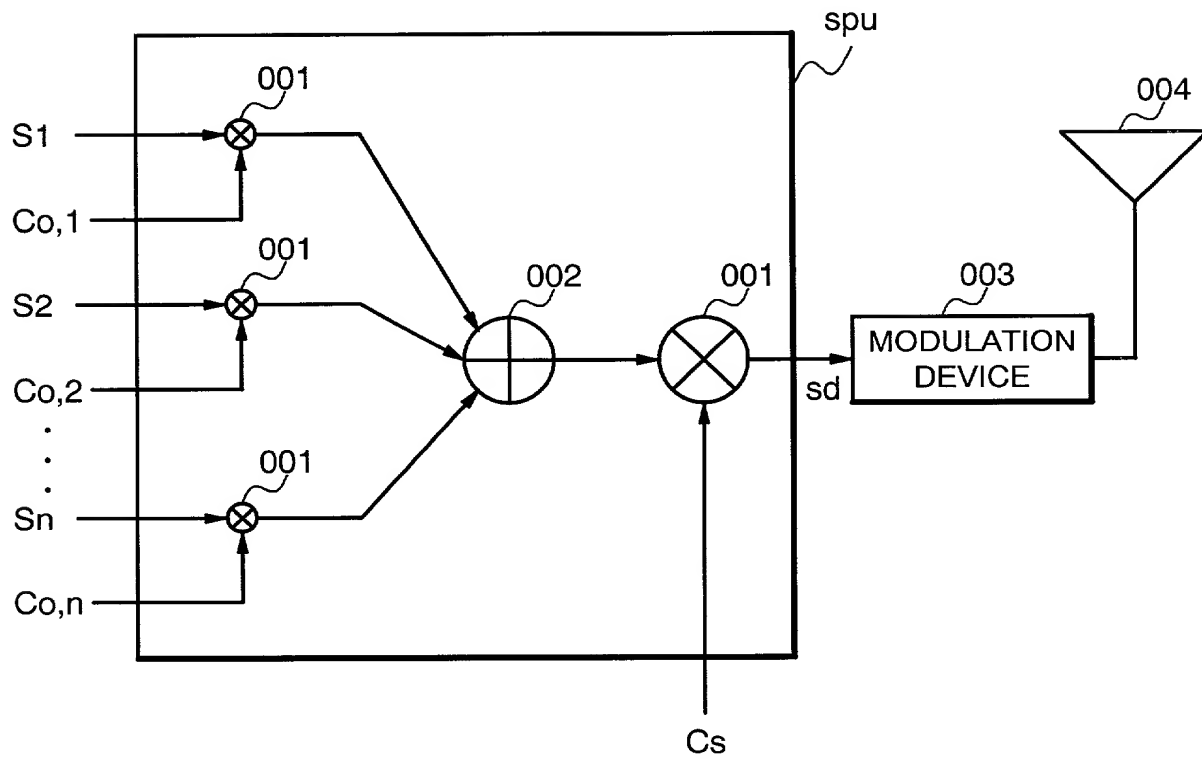 spu
001
004
S1
Co,1
001
S2
002
001
003
MODULATION
DEVICE
sd
Co,2
001
Sn
Co,n
Cs